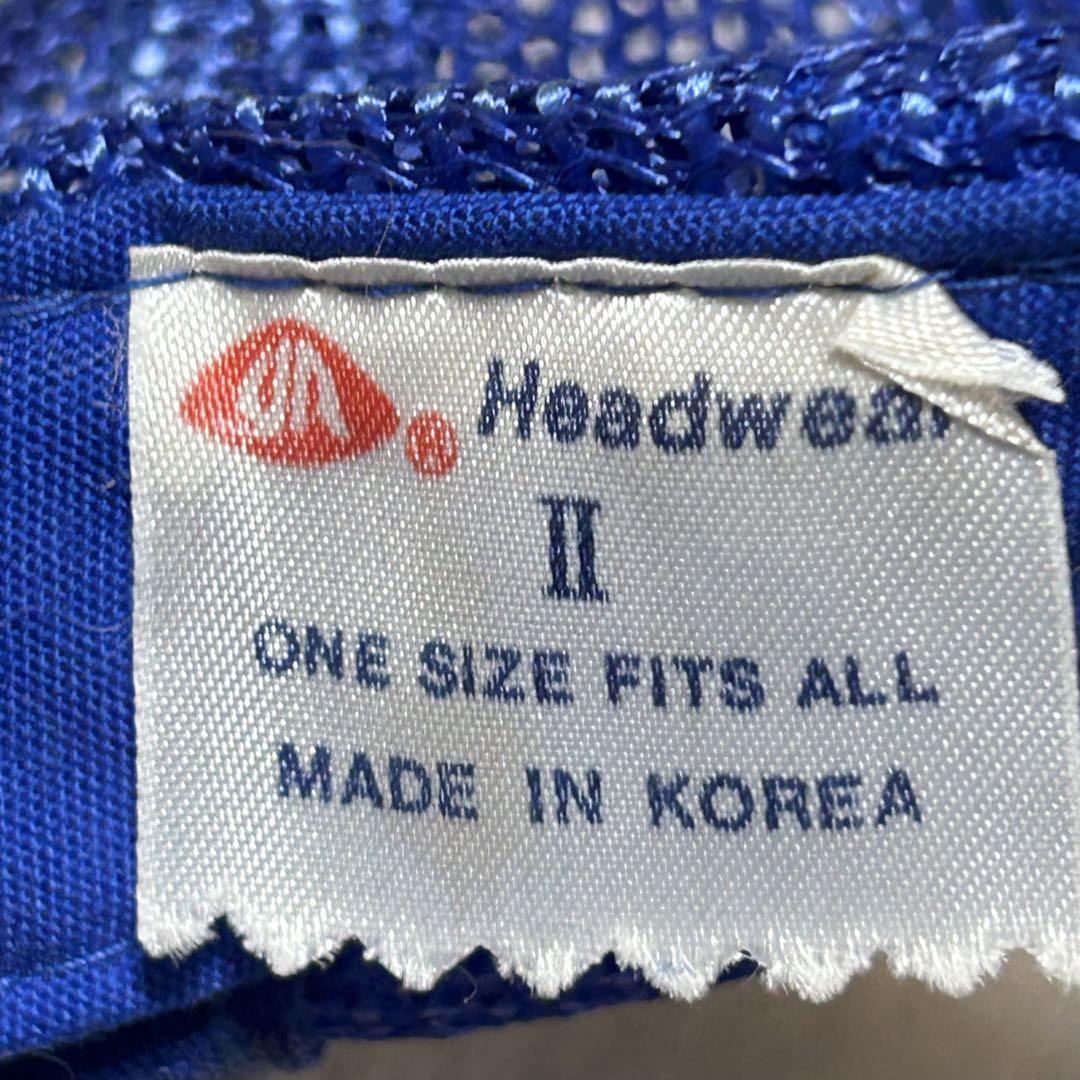 ® Headwear
II
ONE SIZE FITS ALL
MADE IN KOREA